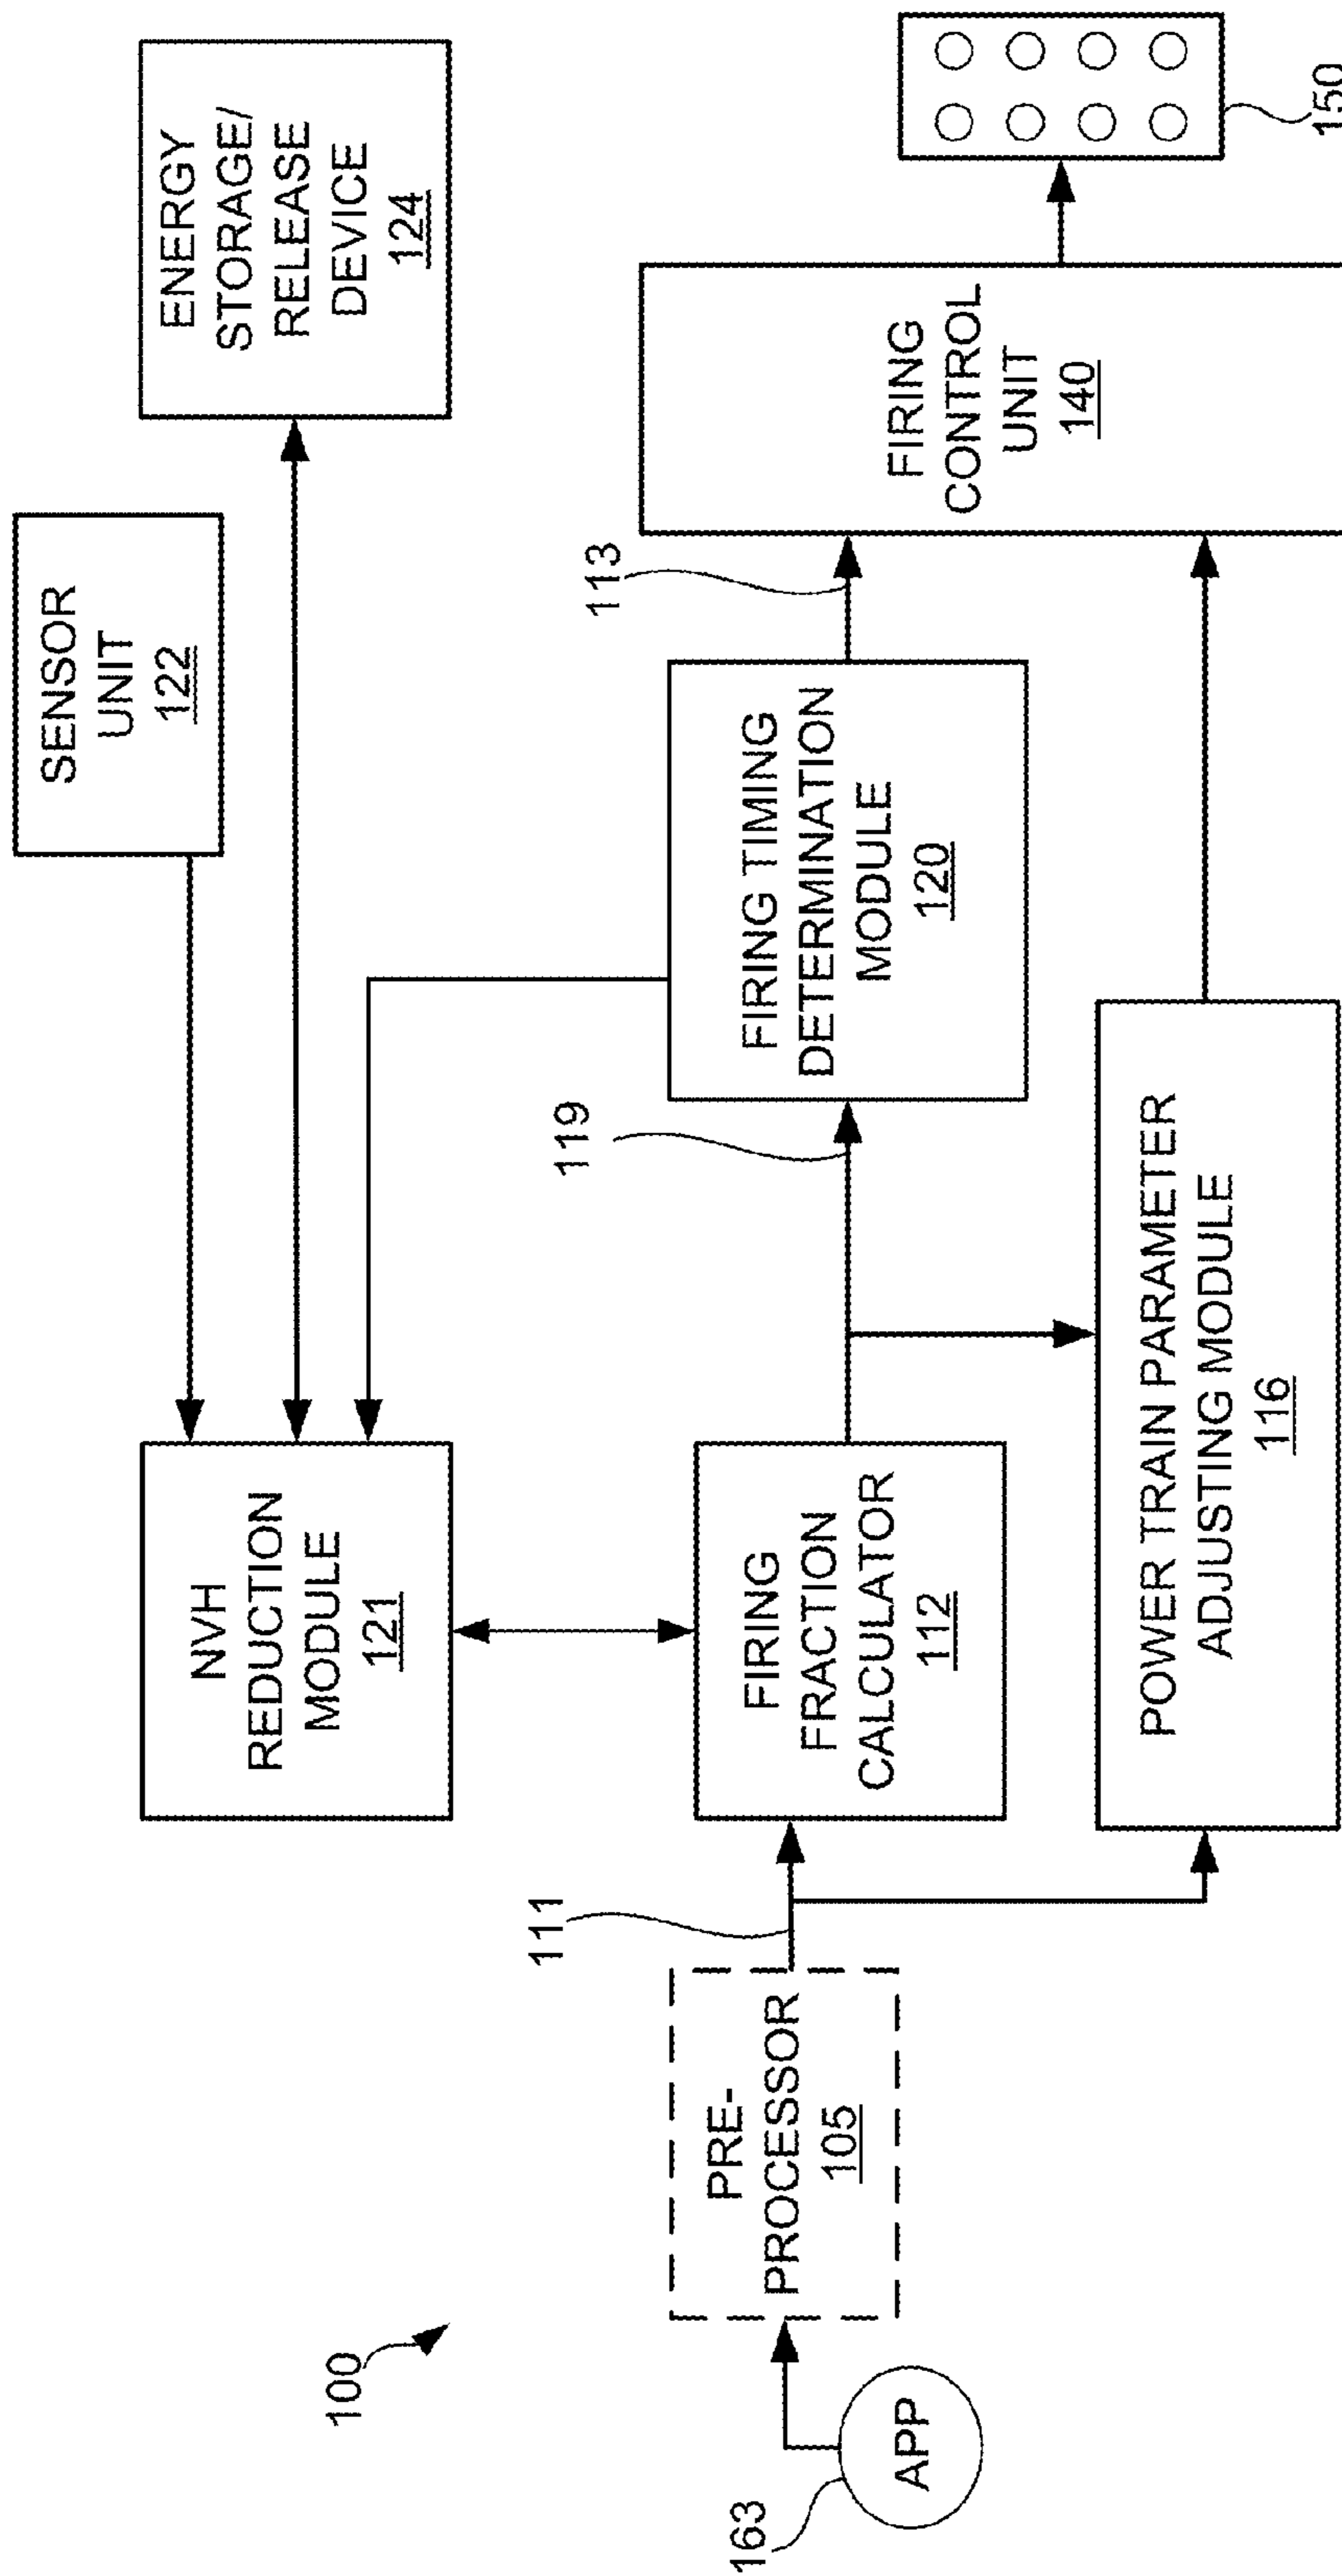 100
163
APP
PRE-
PROCESSOR
105
111
NVH
REDUCTION
MODULE
121
FIRING
FRACTION
CALCULATOR
112
POWER TRAIN PARAMETER
ADJUSTING MODULE
116
119
SENSOR
UNIT
122
FIRING TIMING
DETERMINATION
MODULE
120
113
ENERGY
STORAGE/
RELEASE
DEVICE
124
FIRING
CONTROL
UNIT
140
150